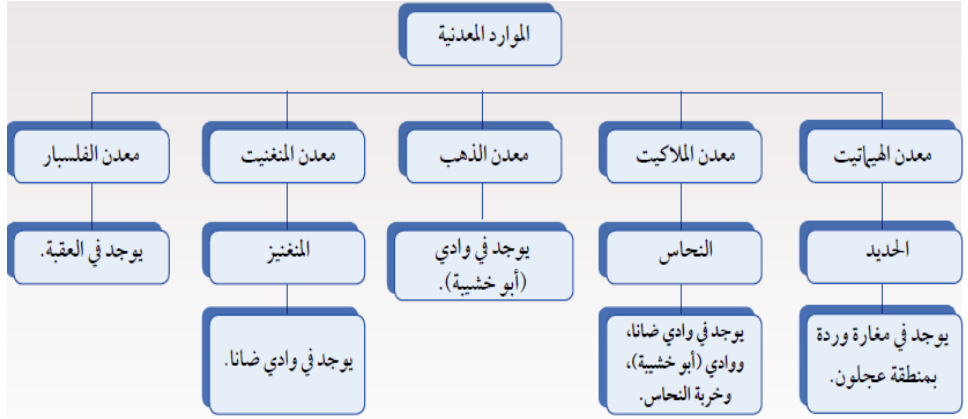 الموارد المعدنية
معدن الهيماتيت
معدن الملاكيت
معدن الذهب
معدن المنغنيت
معدن الفلسبار
الحديد
النحاس
يوجد في وادي
(أبو خشيبة).
المنغنيز
يوجد في العقبة.
يوجد في مغارة وردة
بمنطقة عجلون.
يوجد في وادي ضانا،
ووادي (أبو خشيبة)،
وخربة النحاس.
يوجد في وادي ضانا.